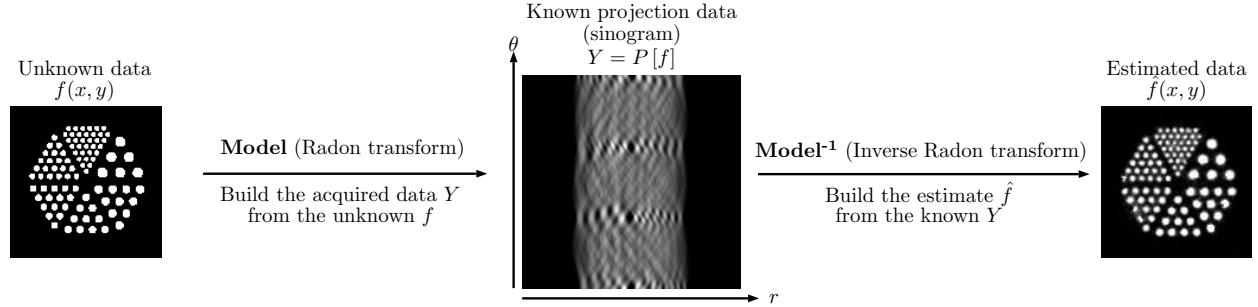 Unknown data
f(x, y)
Model (Radon transform)
Build the acquired data Y
from the unknown f
Known projection data
(sinogram)
Y = P [f]
θ
r
Model⁻¹ (Inverse Radon transform)
Build the estimate f̂
from the known Y
Estimated data
f̂(x, y)